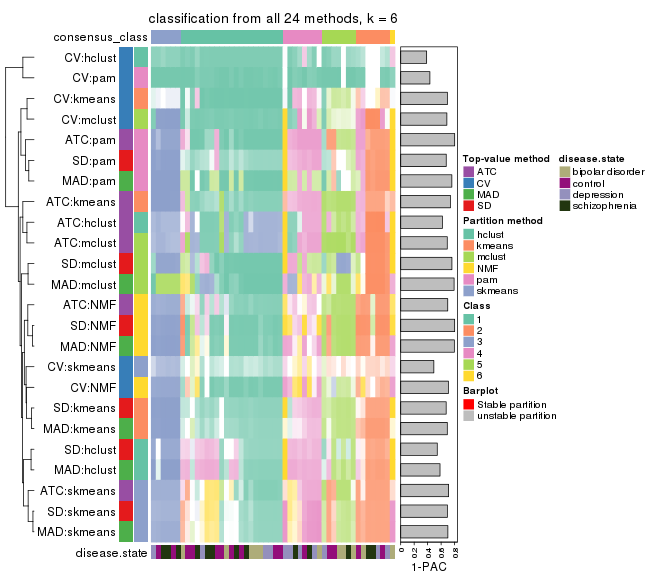 classification from all 24 methods, k = 6
consensus_class
CV:hclust
CV:pam
CV:kmeans
CV:mclust
ATC:pam
SD:pam
MAD:pam
ATC:kmeans
ATC:hclust
ATC:mclust
SD:mclust
MAD:mclust
ATC:NMF
SD:NMF
MAD:NMF
CV:skmeans
CV:NMF
SD:kmeans
MAD:kmeans
SD:hclust
MAD:hclust
ATC:skmeans
SD:skmeans
MAD:skmeans
disease.state
0 0.2 0.4 0.6 0.8
1-PAC
Top-value method
ATC
CV
MAD
SD
Partition method
hclust
kmeans
mclust
NMF
pam
skmeans
Class
1
2
3
4
5
6
Barplot
Stable partition
unstable partition
disease.state
bipolar disorder
control
depression
schizophrenia